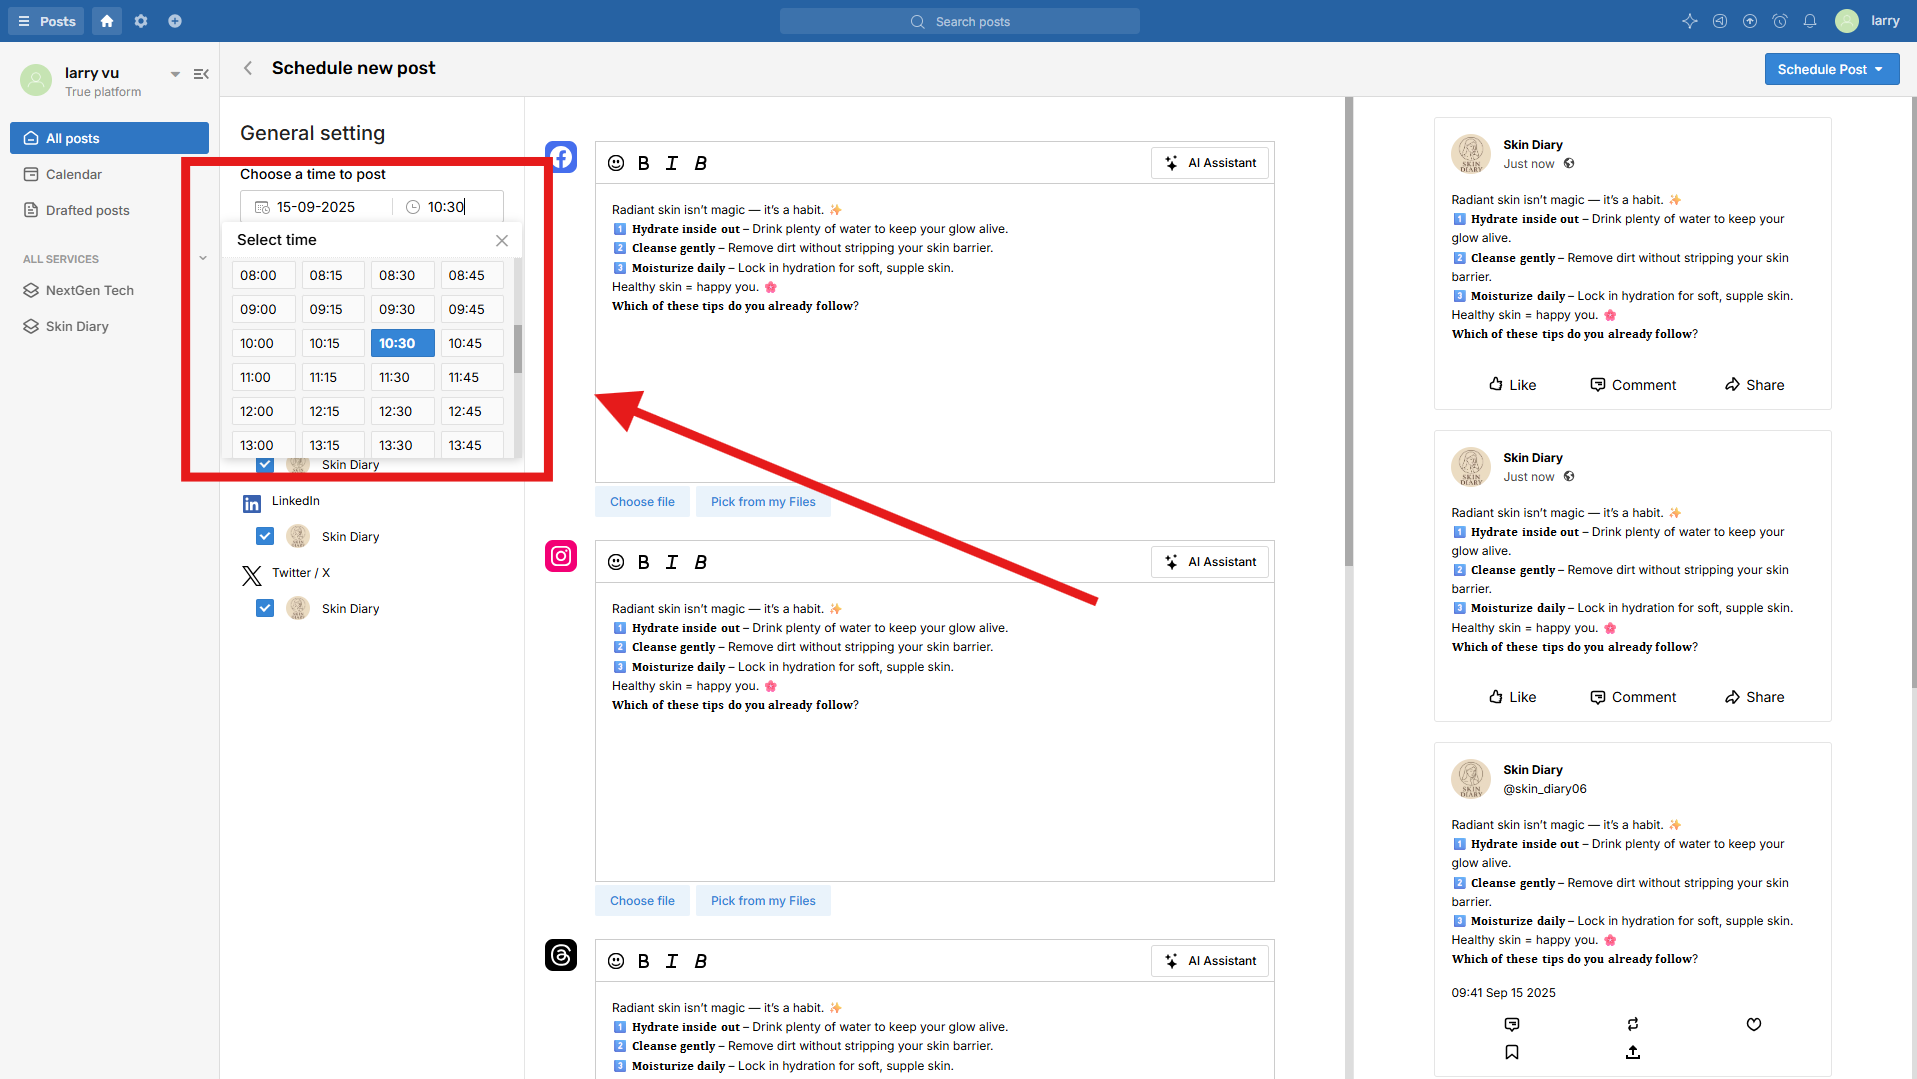 Posts
Search posts
larry
larry vu
True platform
All posts
Calendar
Drafted posts
ALL SERVICES
NextGen Tech
Skin Diary
Schedule new post
Schedule Post
General setting
Choose a time to post
15-09-2025 10:30
Select time
08:00 08:15 08:30 08:45
09:00 09:15 09:30 09:45
10:00 10:15 10:30 10:45
11:00 11:15 11:30 11:45
12:00 12:15 12:30 12:45
13:00 13:15 13:30 13:45
Skin Diary
LinkedIn
Skin Diary
Twitter / X
Skin Diary
B I B
AI Assistant
Radiant skin isn’t magic — it’s a habit. ✨
1️⃣ Hydrate inside out – Drink plenty of water to keep your glow alive.
2️⃣ Cleanse gently – Remove dirt without stripping your skin barrier.
3️⃣ Moisturize daily – Lock in hydration for soft, supple skin.
Healthy skin = happy you. 🌸
Which of these tips do you already follow?
Choose file Pick from my Files
B I B
AI Assistant
Radiant skin isn’t magic — it’s a habit. ✨
1️⃣ Hydrate inside out – Drink plenty of water to keep your glow alive.
2️⃣ Cleanse gently – Remove dirt without stripping your skin barrier.
3️⃣ Moisturize daily – Lock in hydration for soft, supple skin.
Healthy skin = happy you. 🌸
Which of these tips do you already follow?
Choose file Pick from my Files
B I B
AI Assistant
Radiant skin isn’t magic — it’s a habit. ✨
1️⃣ Hydrate inside out – Drink plenty of water to keep your glow alive.
2️⃣ Cleanse gently – Remove dirt without stripping your skin barrier.
3️⃣ Moisturize daily – Lock in hydration for soft, supple skin.
SKIN
DIARY
Skin Diary
Just now
Radiant skin isn’t magic — it’s a habit. ✨
1️⃣ Hydrate inside out – Drink plenty of water to keep your
glow alive.
2️⃣ Cleanse gently – Remove dirt without stripping your skin
barrier.
3️⃣ Moisturize daily – Lock in hydration for soft, supple skin.
Healthy skin = happy you. 🌸
Which of these tips do you already follow?
Like Comment Share
SKIN
DIARY
Skin Diary
Just now
Radiant skin isn’t magic — it’s a habit. ✨
1️⃣ Hydrate inside out – Drink plenty of water to keep your
glow alive.
2️⃣ Cleanse gently – Remove dirt without stripping your skin
barrier.
3️⃣ Moisturize daily – Lock in hydration for soft, supple skin.
Healthy skin = happy you. 🌸
Which of these tips do you already follow?
Like Comment Share
SKIN
DIARY
Skin Diary
@skin_diary06
Radiant skin isn’t magic — it’s a habit. ✨
1️⃣ Hydrate inside out – Drink plenty of water to keep your
glow alive.
2️⃣ Cleanse gently – Remove dirt without stripping your skin
barrier.
3️⃣ Moisturize daily – Lock in hydration for soft, supple skin.
Healthy skin = happy you. 🌸
Which of these tips do you already follow?
09:41 Sep 15 2025